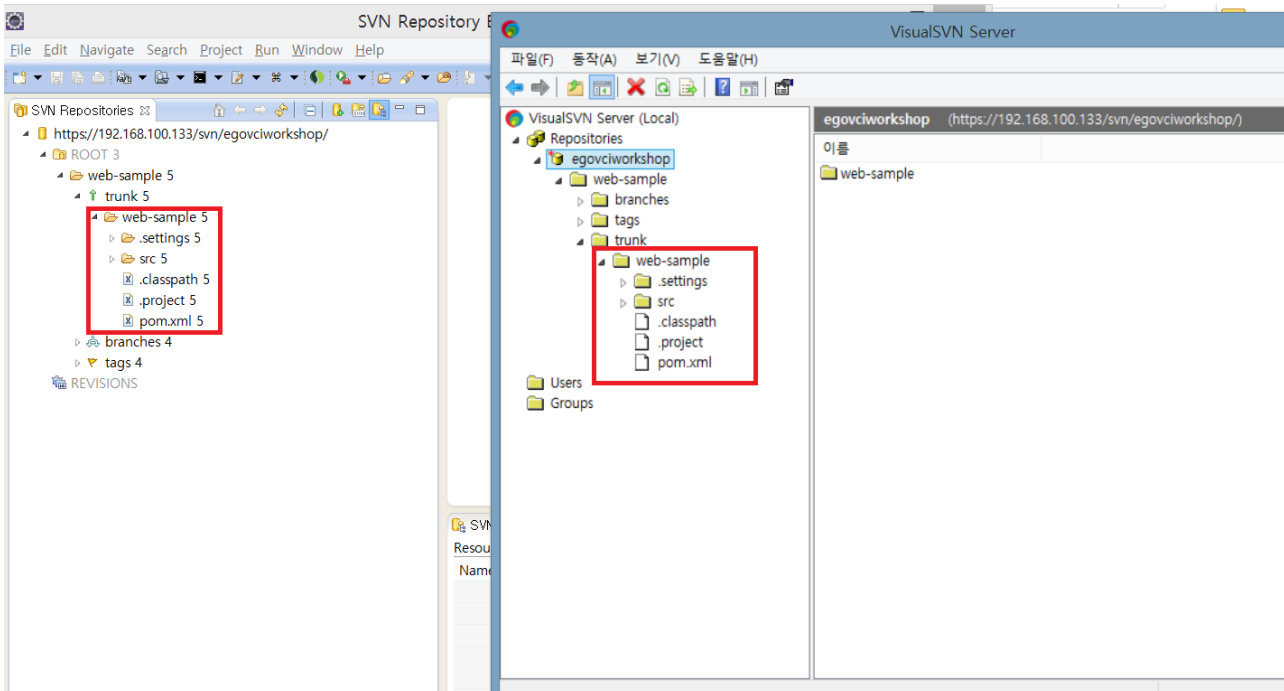 SVN Repository E
File Edit Navigate Search Project Run Window Help
SVN Repositories
https://192.168.100.133/svn/egovciworkshop/
ROOT 3
web-sample 5
trunk 5
web-sample 5
.settings 5
src 5
.classpath 5
.project 5
pom.xml 5
branches 4
tags 4
REVISIONS
SVN
Resou
Name
VisualSVN Server
파일(F) 동작(A) 보기(V) 도움말(H)
VisualSVN Server (Local)
Repositories
egovciworkshop
web-sample
branches
tags
trunk
web-sample
.settings
src
.classpath
.project
pom.xml
Users
Groups
egovciworkshop (https://192.168.100.133/svn/egovciworkshop/)
이름
web-sample